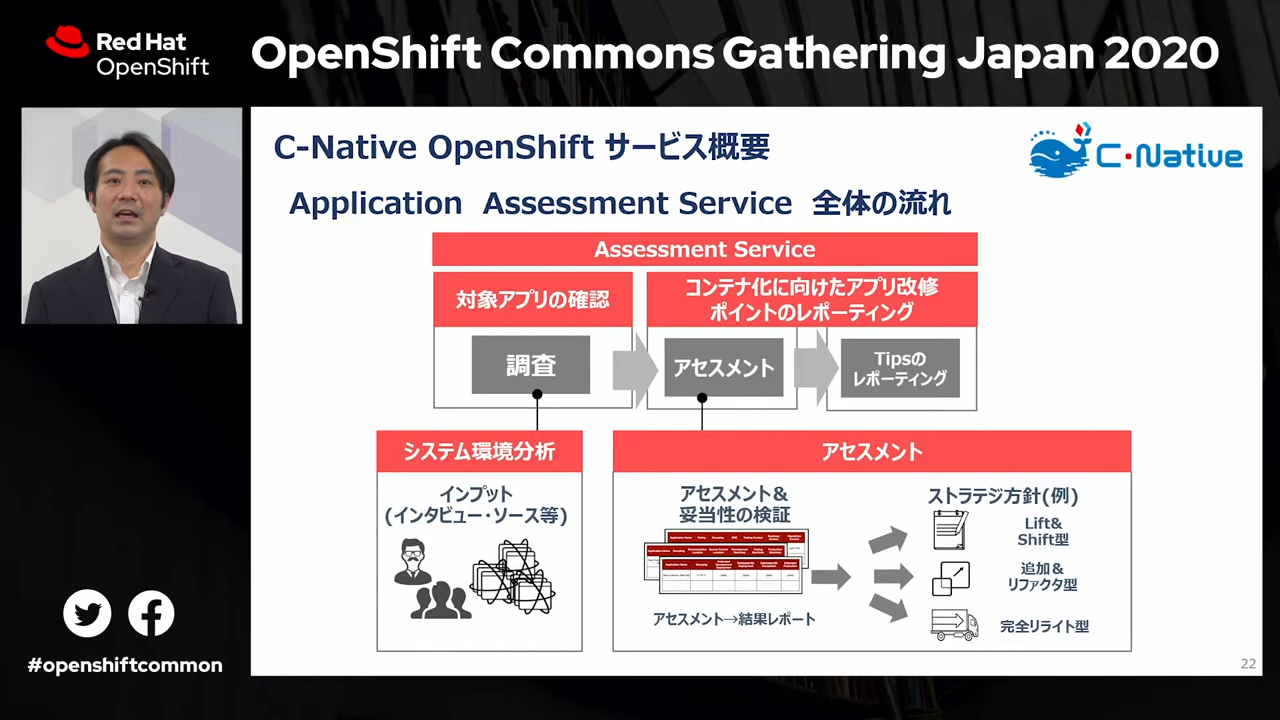 Red Hat
OpenShift
OpenShift Commons Gathering Japan 2020
C-Native OpenShift サービス概要
C·Native
Application Assessment Service 全体の流れ
Assessment Service
対象アプリの確認
コンテナ化に向けたアプリ改修
ポイントのレポーティング
調査
アセスメント
Tipsの
レポーティング
システム環境分析
アセスメント
インプット
(インタビュー・ソース等)
アセスメント&
妥当性の検証
アセスメント→結果レポート
ストラテジ方針(例)
Lift&
Shift型
追加&
リファクタ型
完全リライト型
#openshiftcommon
22